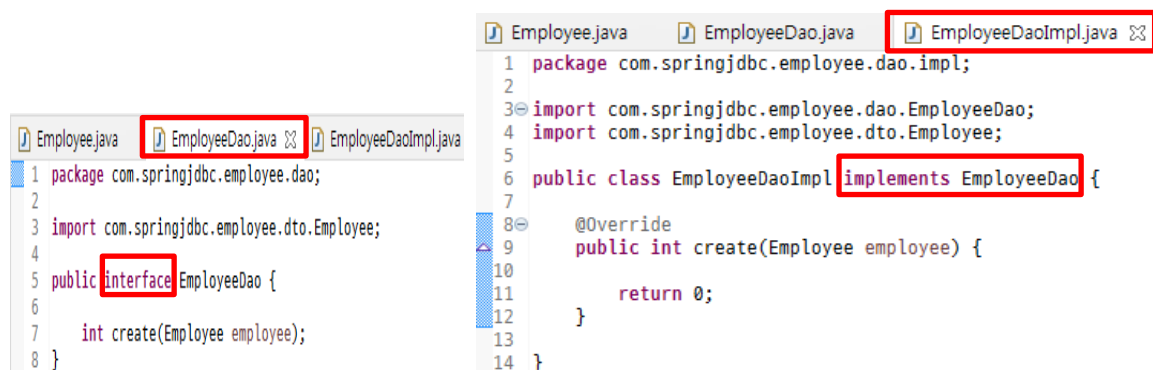 Employee.java EmployeeDao.java EmployeeDaoImpl.java
1 package com.springjdbc.employee.dao;
2
3 import com.springjdbc.employee.dto.Employee;
4
5 public interface EmployeeDao {
6
7 int create(Employee employee);
8 }
Employee.java EmployeeDao.java EmployeeDaoImpl.java
1 package com.springjdbc.employee.dao.impl;
2
3 import com.springjdbc.employee.dao.EmployeeDao;
4 import com.springjdbc.employee.dto.Employee;
5
6 public class EmployeeDaoImpl implements EmployeeDao {
7
8 @Override
9 public int create(Employee employee) {
10
11 return 0;
12 }
13
14 }